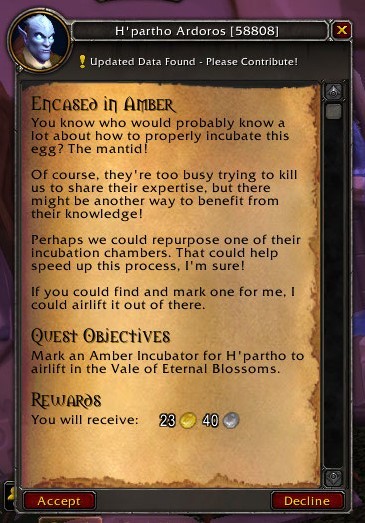 H'partho Ardoros [58808]
! Updated Data Found - Please Contribute!
Encased in Amber
You know who would probably know a
lot about how to properly incubate this
egg? The mantid!
Of course, they're too busy trying to kill
us to share their expertise, but there
might be another way to benefit from
their knowledge!
Perhaps we could repurpose one of their
incubation chambers. That could help
speed up this process, I'm sure!
If you could find and mark one for me, I
could airlift it out of there.
Quest Objectives
Mark an Amber Incubator for H'partho to
airlift in the Vale of Eternal Blossoms.
Rewards
You will receive: 23 40
Accept Decline